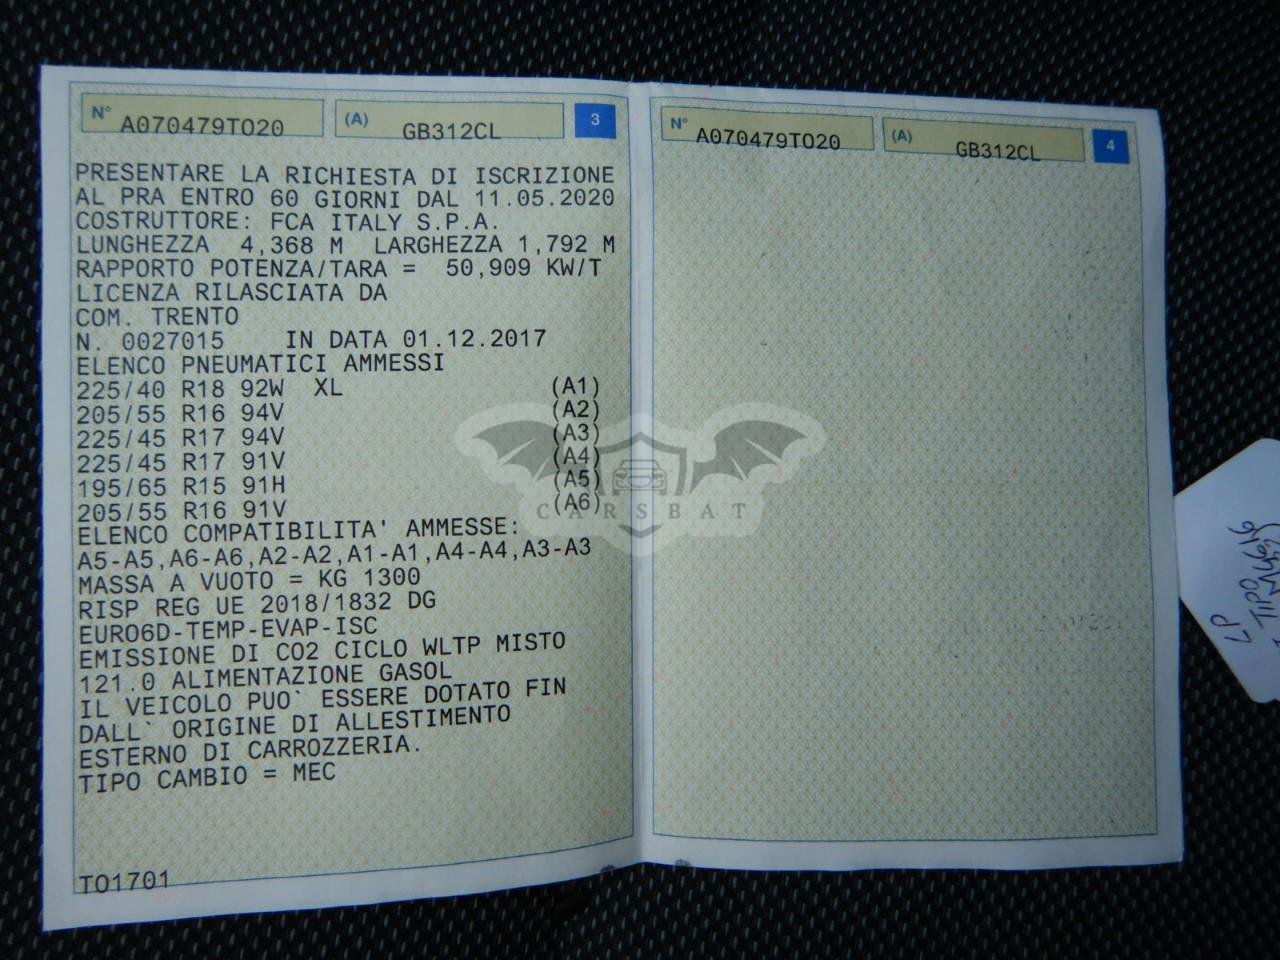 N° A070479TO20 (A) GB312CL 3
PRESENTARE LA RICHIESTA DI ISCRIZIONE
AL PRA ENTRO 60 GIORNI DAL 11.05.2020
COSTRUTTORE: FCA ITALY S.P.A.
LUNGHEZZA 4,368 M LARGHEZZA 1,792 M
RAPPORTO POTENZA/TARA = 50,909 KW/T
LICENZA RILASCIATA DA
COM. TRENTO
N. 0027015 IN DATA 01.12.2017
ELENCO PNEUMATICI AMMESSI
225/40 R18 92W XL (A1)
205/55 R16 94V (A2)
225/45 R17 94V (A3)
225/45 R17 91V (A4)
195/65 R15 91H (A5)
205/55 R16 91V (A6)
ELENCO COMPATIBILITA' AMMESSE:
A5-A5,A6-A6,A2-A2,A1-A1,A4-A4,A3-A3
MASSA A VUOTO = KG 1300
RISP REG UE 2018/1832 DG
EURO6D-TEMP-EVAP-ISC
EMISSIONE DI CO2 CICLO WLTP MISTO
121.0 ALIMENTAZIONE GASOL
IL VEICOLO PUO` ESSERE DOTATO FIN
DALL` ORIGINE DI ALLESTIMENTO
ESTERNO DI CARROZZERIA.
TIPO CAMBIO = MEC
TO1701
N° A070479TO20 (A) GB312CL 4
CARSBAT